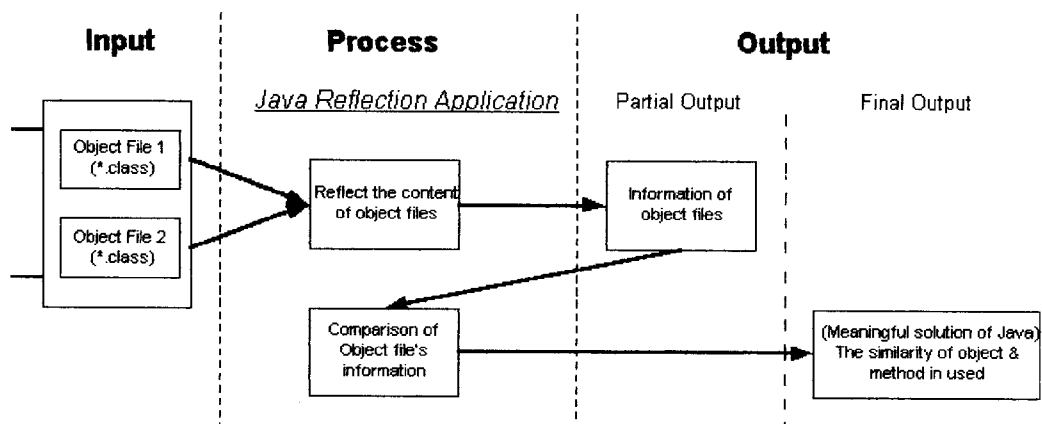 Input
Process
Output
Java Reflection Application
Partial Output
Final Output
Object File 1
(*.class)
Object File 2
(*.class)
Reflect the content
of object files
Information of
object files
Comparison of
Object file's
information
(Meaningful solution of Java)
The similarity of object &
method in used